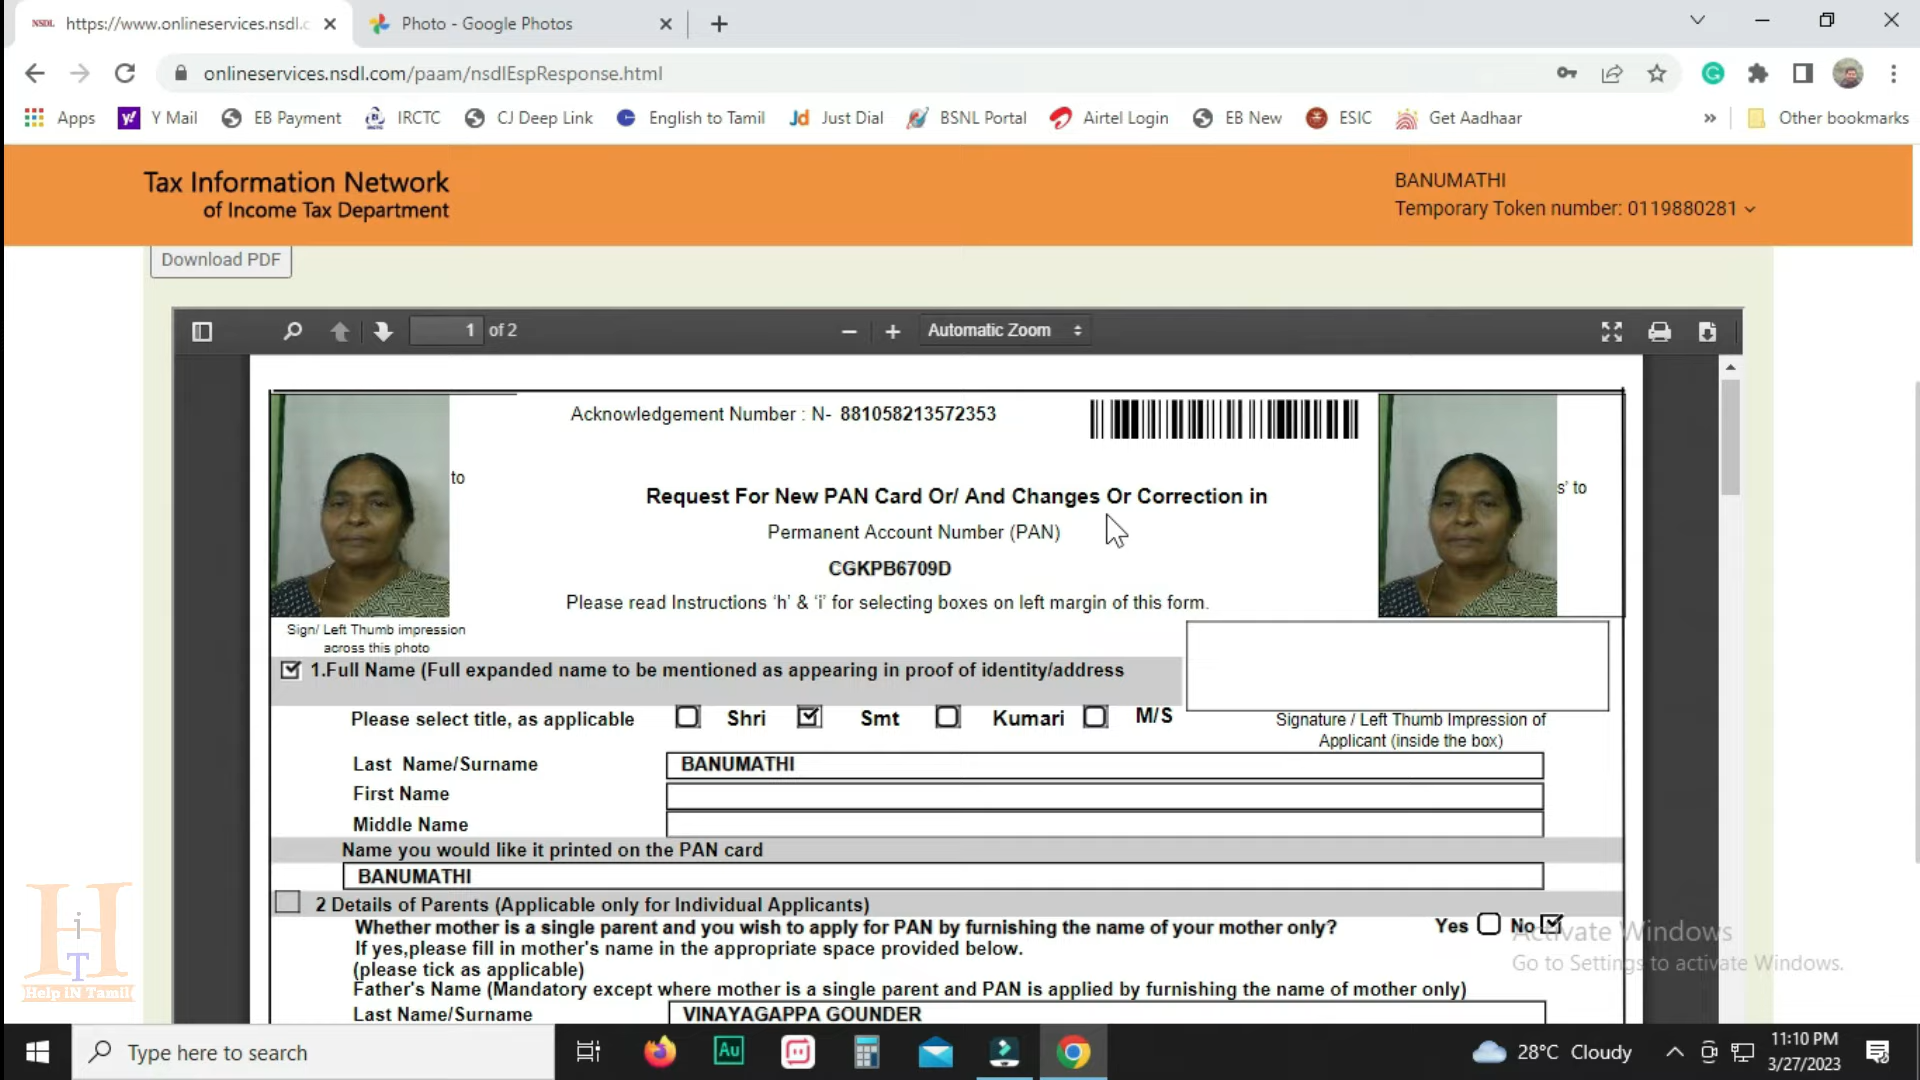 NSDL https://www.onlineservices.nsdl.c
Photo - Google Photos
onlineservices.nsdl.com/paam/nsdlEspResponse.html
Apps Y Mail EB Payment IRCTC CJ Deep Link English to Tamil Jd Just Dial BSNL Portal Airtel Login EB New ESIC Get Aadhaar » Other bookmarks
Tax Information Network
of Income Tax Department
BANUMATHI
Temporary Token number: 0119880281
Download PDF
1 of 2 Automatic Zoom
Acknowledgement Number : N- 881058213572353
to
s' to
Request For New PAN Card Or/ And Changes Or Correction in
Permanent Account Number (PAN)
CGKPB6709D
Please read Instructions 'h' & 'i' for selecting boxes on left margin of this form.
Sign/ Left Thumb impression
across this photo
1.Full Name (Full expanded name to be mentioned as appearing in proof of identity/address
Please select title, as applicable Shri Smt Kumari M/S
Signature / Left Thumb Impression of
Applicant (inside the box)
Last Name/Surname BANUMATHI
First Name
Middle Name
Name you would like it printed on the PAN card
BANUMATHI
2 Details of Parents (Applicable only for Individual Applicants)
Whether mother is a single parent and you wish to apply for PAN by furnishing the name of your mother only? Yes No
If yes,please fill in mother's name in the appropriate space provided below.
(please tick as applicable)
Father's Name (Mandatory except where mother is a single parent and PAN is applied by furnishing the name of mother only)
Last Name/Surname VINAYAGAPPA GOUNDER
Activate Windows
Go to Settings to activate Windows.
H i T
Help iN Tamil
Type here to search
Au
28°C Cloudy
11:10 PM
3/27/2023